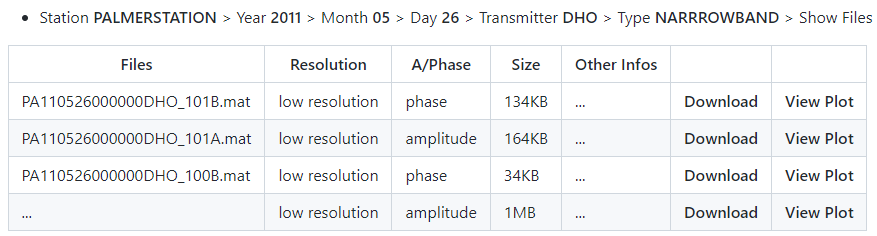 • Station PALMERSTATION > Year 2011 > Month 05 > Day 26 > Transmitter DHO > Type NARRROWBAND > Show Files
Files Resolution A/Phase Size Other Infos
PA110526000000DHO_101B.mat low resolution phase 134KB ... Download View Plot
PA110526000000DHO_101A.mat low resolution amplitude 164KB ... Download View Plot
PA110526000000DHO_100B.mat low resolution phase 34KB ... Download View Plot
... low resolution amplitude 1MB ... Download View Plot